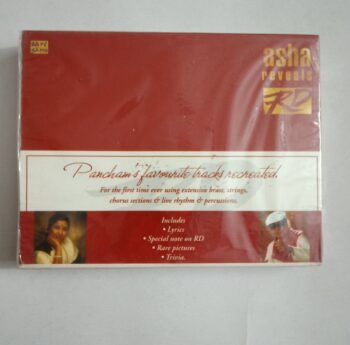 asha
reveals
RD
Pancham's favourite tracks recreated.
For the first time ever using extensive brass, strings,
chorus sections & live rhythm & percussions.
Includes
• Lyrics
• Special note on RD
• Rare pictures
• Trivia.